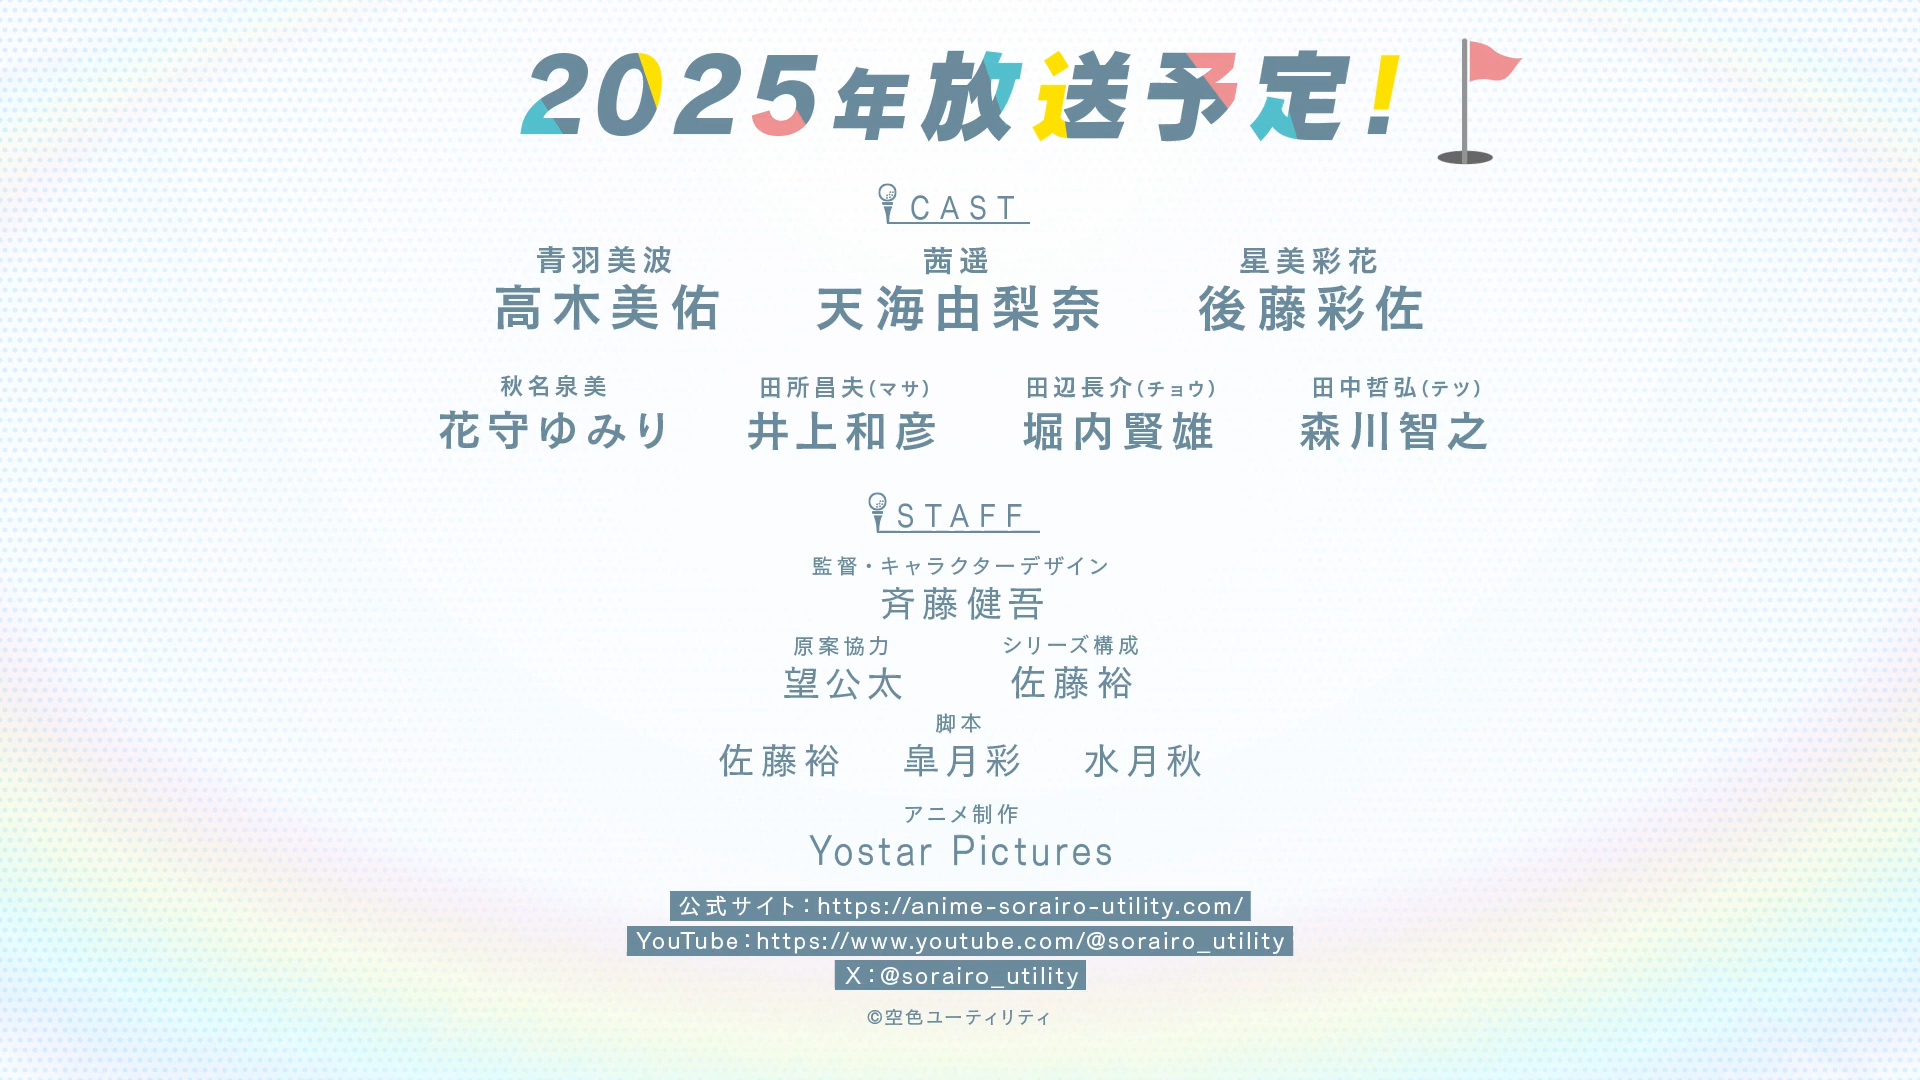 2025年放送予定!
CAST
青羽美波 茜遥 星美彩花
高木美佑 天海由梨奈 後藤彩佐
秋名泉美 田所昌夫(マサ) 田辺長介(チョウ) 田中哲弘(テツ)
花守ゆみり 井上和彦 堀内賢雄 森川智之
STAFF
監督・キャラクターデザイン
斉藤健吾
原案協力 シリーズ構成
望公太 佐藤裕
脚本
佐藤裕 皐月彩 水月秋
アニメ制作
Yostar Pictures
公式サイト:https://anime-sorairo-utility.com/
YouTube:https://www.youtube.com/@sorairo_utility
X:@sorairo_utility
©空色ユーティリティ